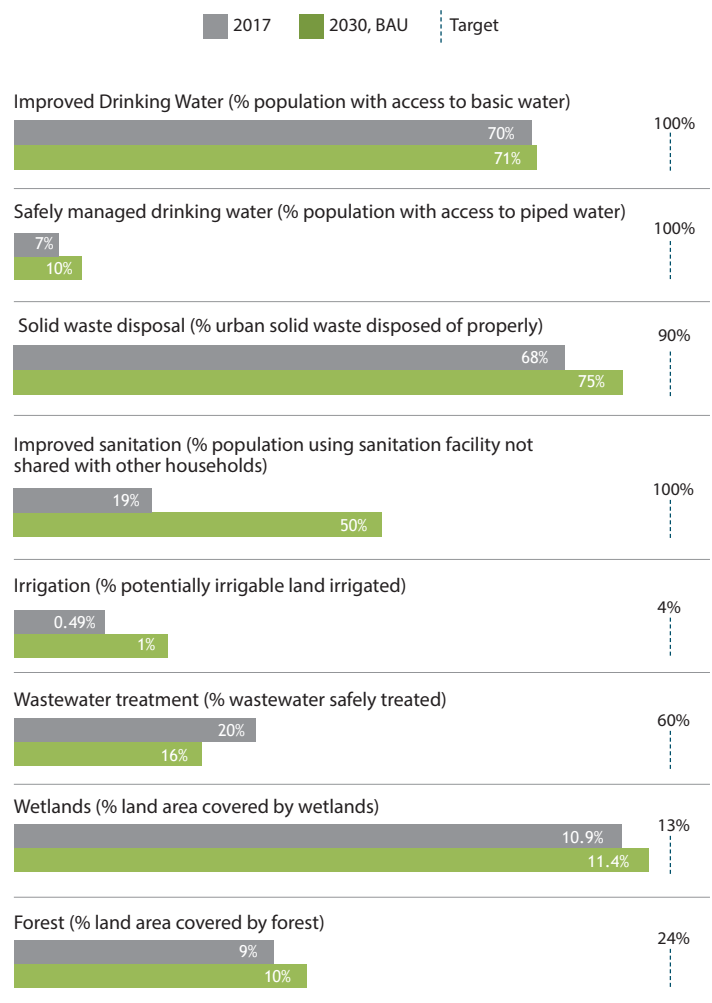 2017 2030, BAU Target
Improved Drinking Water (% population with access to basic water)
100%
70%
71%
Safely managed drinking water (% population with access to piped water)
100%
7%
10%
Solid waste disposal (% urban solid waste disposed of properly)
90%
68%
75%
Improved sanitation (% population using sanitation facility not
shared with other households)
100%
19%
50%
Irrigation (% potentially irrigable land irrigated)
4%
0.49%
1%
Wastewater treatment (% wastewater safely treated)
60%
20%
16%
Wetlands (% land area covered by wetlands)
13%
10.9%
11.4%
Forest (% land area covered by forest)
24%
9%
10%